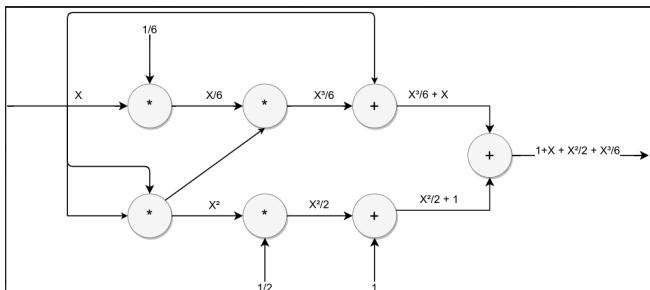 1/6
X
*
X/6
*
X³/6
+
X³/6 + X
+
1+X + X²/2 + X³/6
*
X²
*
X²/2
+
X²/2 + 1
1/2
1